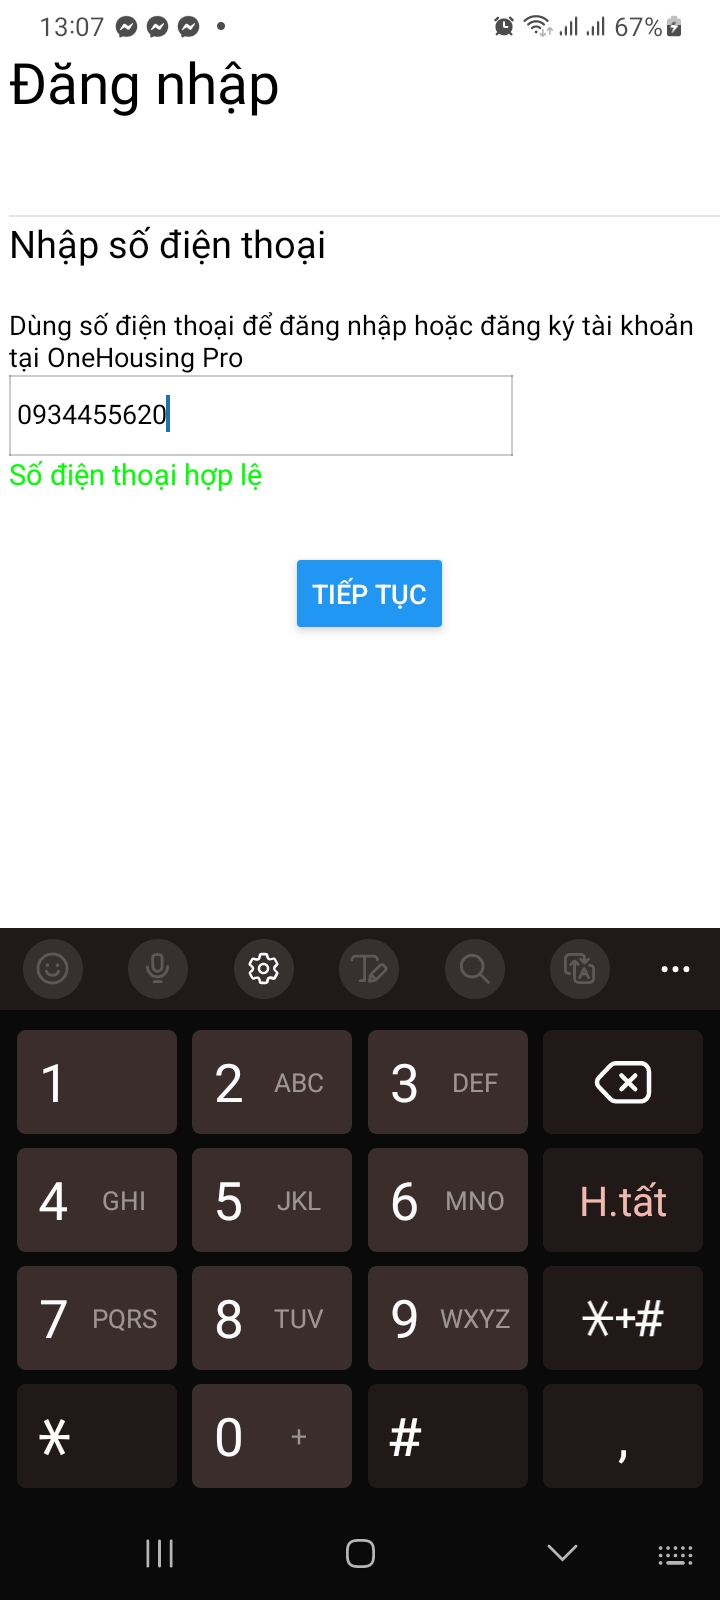 13:07
67%
Đăng nhập
Nhập số điện thoại
Dùng số điện thoại để đăng nhập hoặc đăng ký tài khoản
tại OneHousing Pro
0934455620
Số điện thoại hợp lệ
TIẾP TỤC
1 2 ABC 3 DEF
4 GHI 5 JKL 6 MNO H.tất
7 PQRS 8 TUV 9 WXYZ *+#
* 0 + # ,